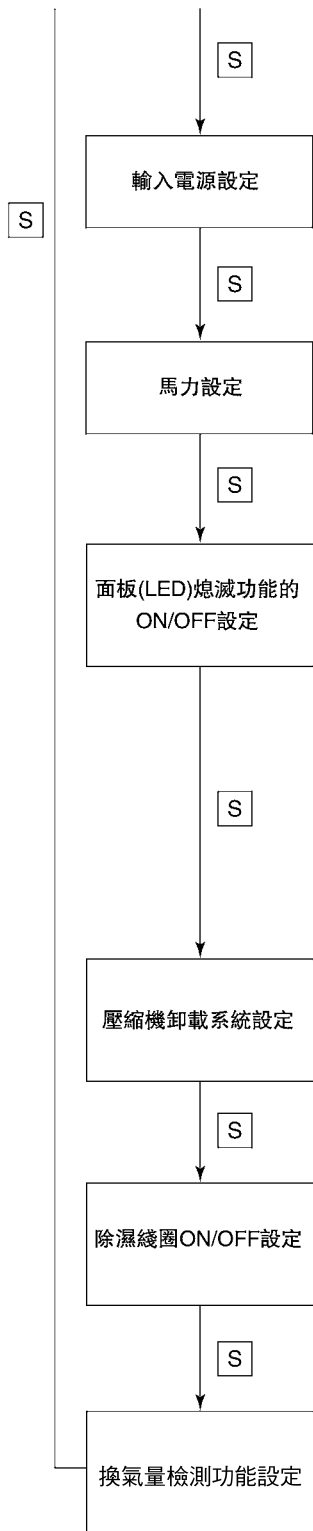 S
輸入電源設定
S
S
馬力設定
S
面板(LED)熄滅功能的
ON/OFF設定
S
壓縮機卸載系統設定
S
除濕綫圈ON/OFF設定
S
換氣量檢測功能設定